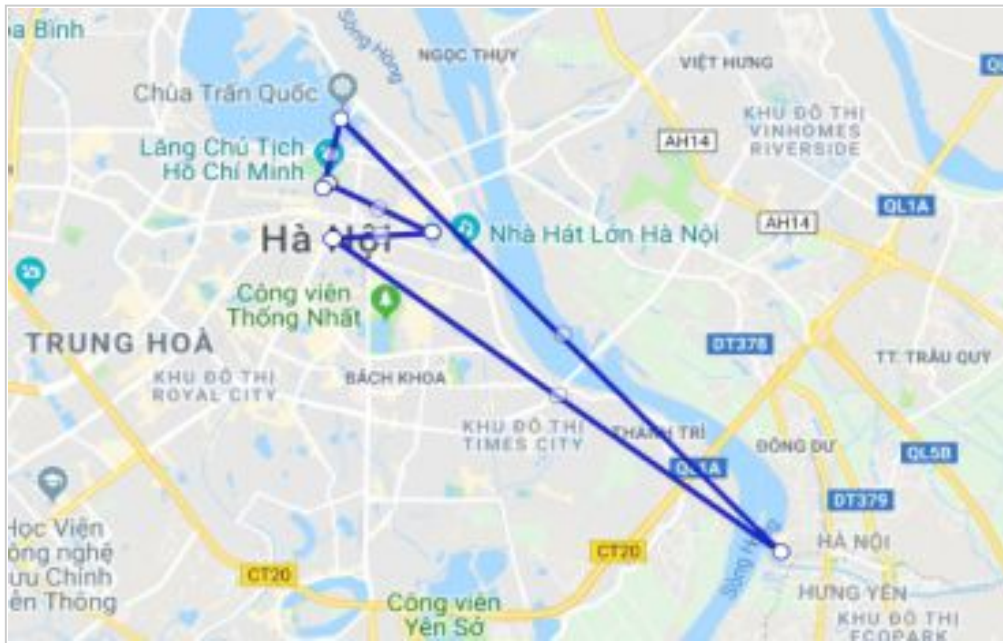 a Bình
Sông Hồng
NGỌC THỤY
VIỆT HƯNG
Chùa Trấn Quốc
KHU ĐÔ THỊ
VINHOMES
RIVERSIDE
AH14
Lăng Chủ Tịch
Hồ Chí Minh
QL1A
AH14
Hà Nội
Nhà Hát Lớn Hà Nội
Công viên
Thống Nhất
TRUNG HOÀ
DT378
TT. TRÂU QUỲ
KHU ĐÔ THỊ
ROYAL CITY
BÁCH KHOA
KHU ĐÔ THỊ
TIMES CITY
THANH TRÌ
ĐÔNG DƯ
QL1A
QL5B
DT379
Học Viện
ông nghệ
ưu Chính
ễn Thông
Sông Hồng
HÀ NỘI
CT20
CT20
HƯNG YÊN
Công viên
Yên Sở
KHU ĐÔ THỊ
ECOPARK